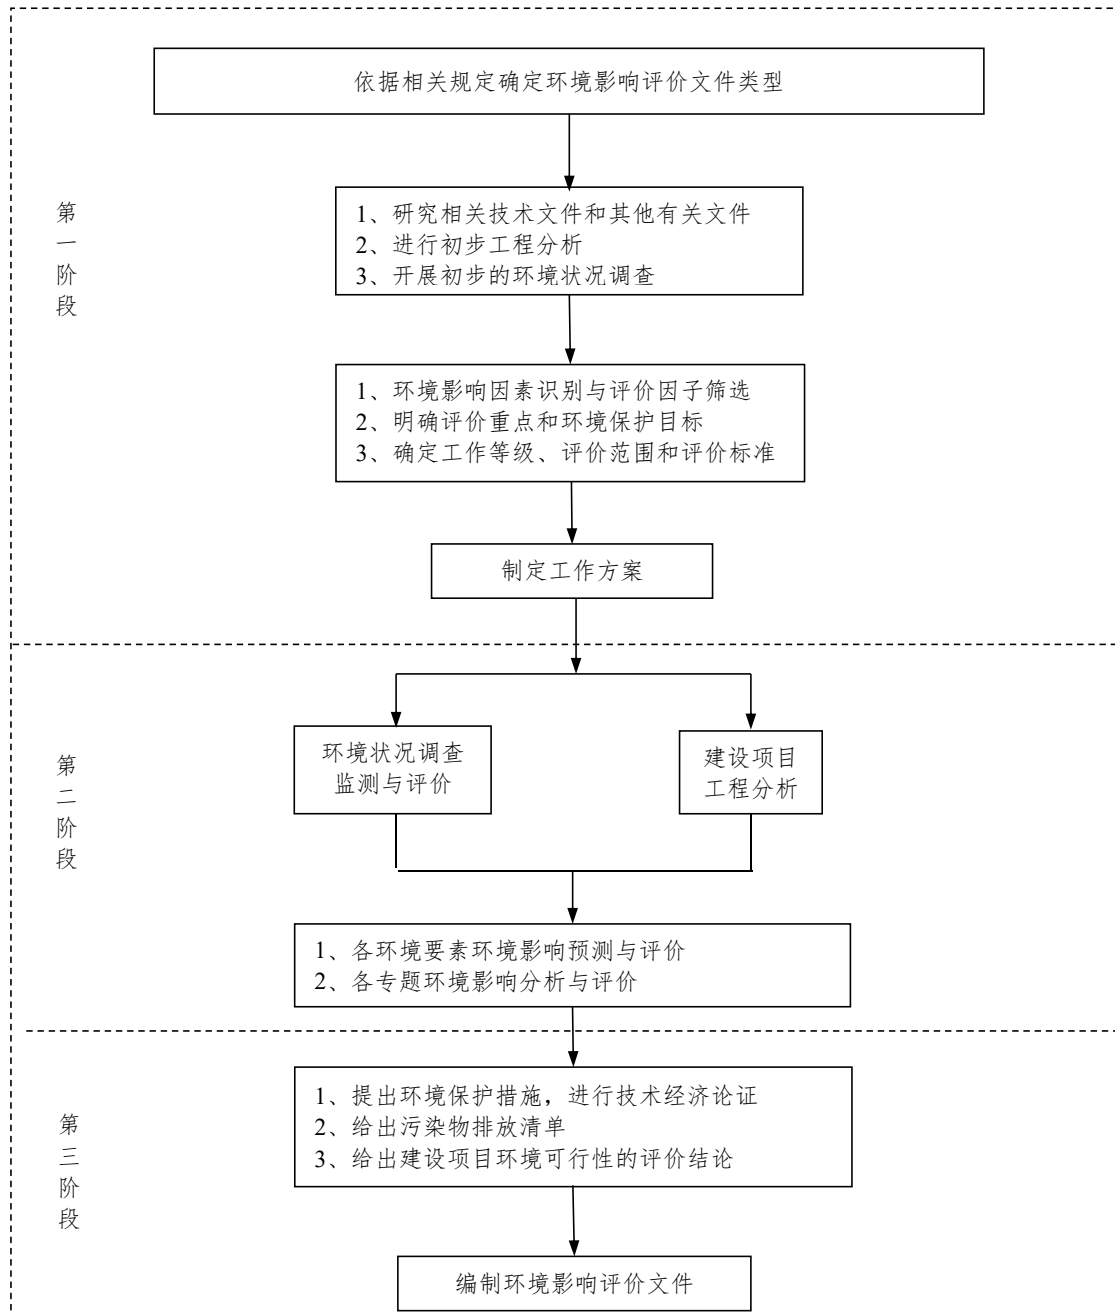 依据相关规定确定环境影响评价文件类型
第一阶段
1、研究相关技术文件和其他有关文件
2、进行初步工程分析
3、开展初步的环境状况调查
1、环境影响因素识别与评价因子筛选
2、明确评价重点和环境保护目标
3、确定工作等级、评价范围和评价标准
制定工作方案
第二阶段
环境状况调查
监测与评价
建设项目
工程分析
1、各环境要素环境影响预测与评价
2、各专题环境影响分析与评价
第三阶段
1、提出环境保护措施，进行技术经济论证
2、给出污染物排放清单
3、给出建设项目环境可行性的评价结论
编制环境影响评价文件